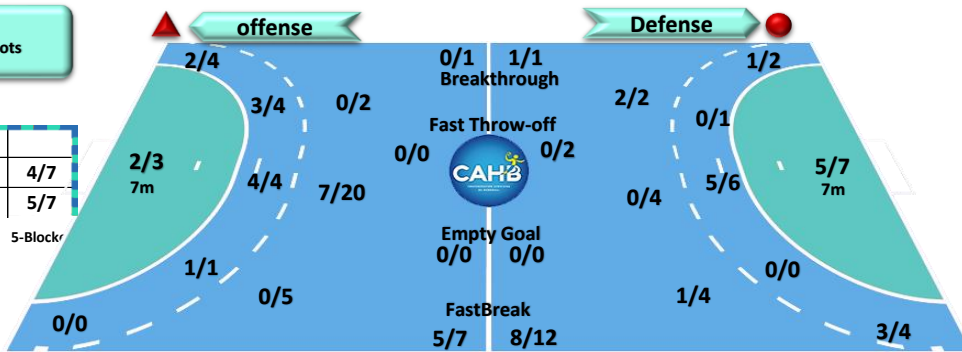 ots
offense
Defense
2/4
0/1
1/1
1/2
Breakthrough
3/4
0/2
2/2
0/1
Fast Throw-off
0/0
0/2
2/3
7m
4/7
5/7
5/7
7m
CAHB
4/4
7/20
0/4
5/6
5-Block
Empty Goal
0/0
0/0
1/1
0/5
0/0
1/4
FastBreak
0/0
5/7
8/12
3/4